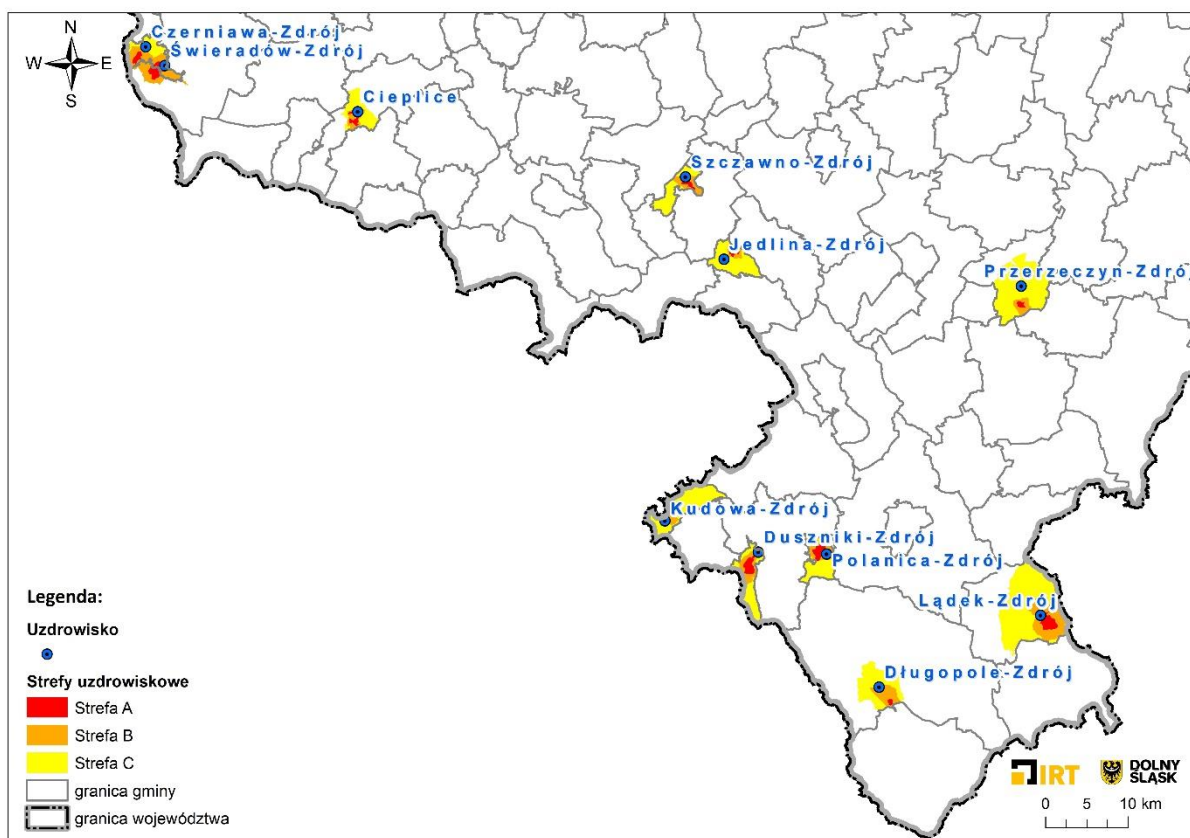 N
W E
S
Czerniawa-Zdrój
Świeradów-Zdrój
Cieplice
Szczawno-Zdrój
Jedlina-Zdrój
Przerzeczyn-Zdrój
Kudowa-Zdrój
Duszniki-Zdrój
Polanica-Zdrój
Lądek-Zdrój
Długopole-Zdrój
Legenda:
Uzdrowisko
Strefy uzdrowiskowe
Strefa A
Strefa B
Strefa C
granica gminy
granica województwa
IRT
DOLNY
ŚLĄSK
0 5 10 km